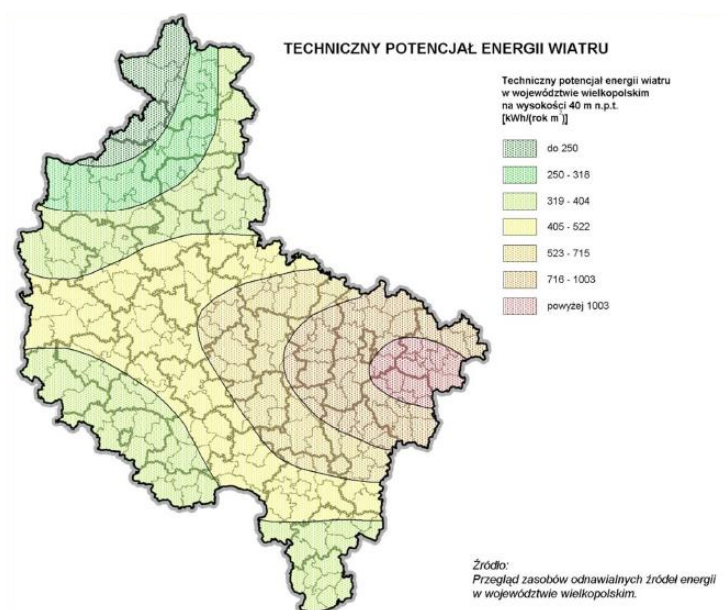 TECHNICZNY POTENCJAŁ ENERGII WIATRU
Techniczny potencjał energii wiatru
w województwie wielkopolskim
na wysokości 40 m n.p.t.
[kWh/(rok m²)]
do 250
250 - 318
319 - 404
405 - 522
523 - 715
716 - 1003
powyżej 1003
Źródło:
Przegląd zasobów odnawialnych źródeł energii
w województwie wielkopolskim.